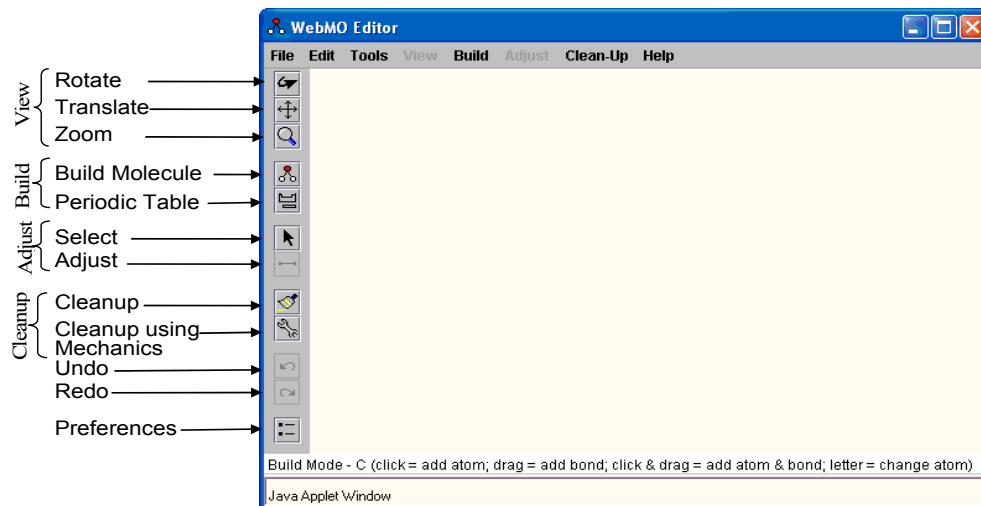 WebMO Editor
File Edit Tools View Build Adjust Clean-Up Help
View
Rotate
Translate
Zoom
Build
Build Molecule
Periodic Table
Adjust
Select
Adjust
Cleanup
Cleanup
Cleanup using
Mechanics
Undo
Redo
Preferences
Build Mode - C (click = add atom; drag = add bond; click & drag = add atom & bond; letter = change atom)
Java Applet Window